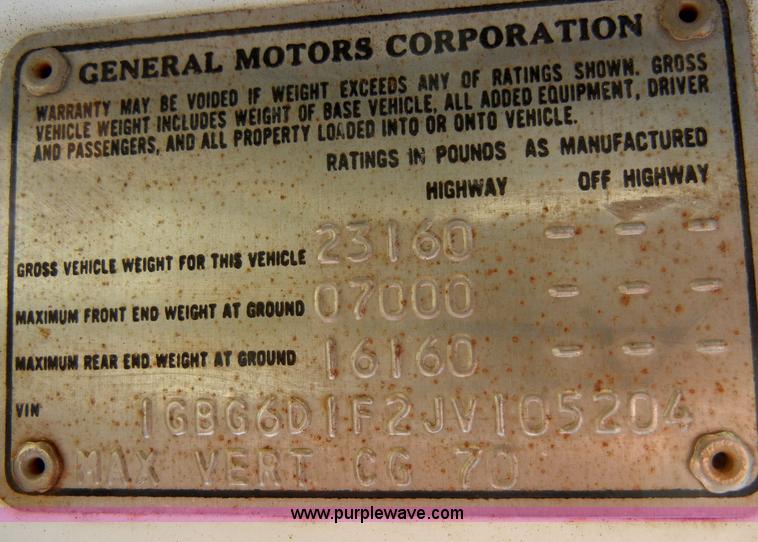 GENERAL MOTORS CORPORATION
WARRANTY MAY BE VOIDED IF WEIGHT EXCEEDS ANY OF RATINGS SHOWN. GROSS
VEHICLE WEIGHT INCLUDES WEIGHT OF BASE VEHICLE, ALL ADDED EQUIPMENT, DRIVER
AND PASSENGERS, AND ALL PROPERTY LOADED INTO OR ONTO VEHICLE.
RATINGS IN POUNDS AS MANUFACTURED
HIGHWAY OFF HIGHWAY
GROSS VEHICLE WEIGHT FOR THIS VEHICLE 23160 - - -
MAXIMUM FRONT END WEIGHT AT GROUND 07000 - - -
MAXIMUM REAR END WEIGHT AT GROUND 16160 - - -
VIN 1GBG6D1F2JV105204
MAX VERT CG 70
www.purplewave.com